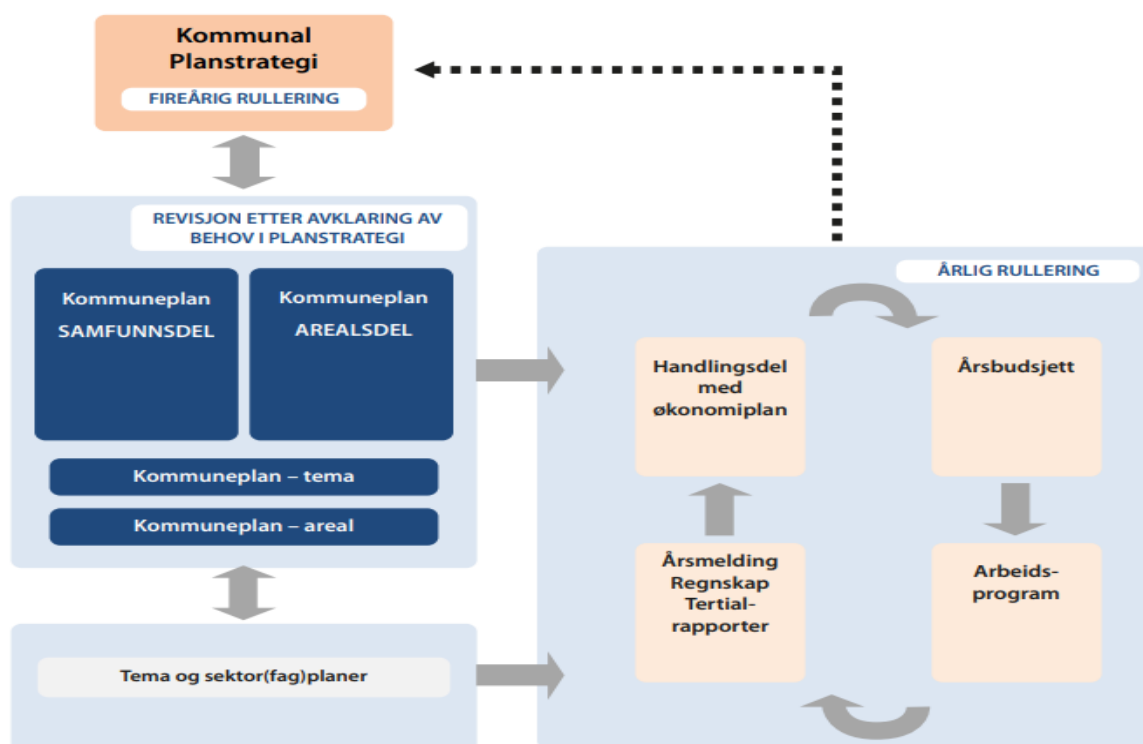 Kommunal
Planstrategi
FIREÅRIG RULLERING
REVISJON ETTER AVKLARING AV
BEHOV I PLANSTRATEGI
Kommuneplan
SAMFUNNSDEL
Kommuneplan
AREALSDEL
Kommuneplan – tema
Kommuneplan – areal
Tema og sektor(fag)planer
ÅRLIG RULLERING
Handlingsdel
med
økonomiplan
Årsbudsjett
Årsmelding
Regnskap
Tertial-
rapporter
Arbeids-
program